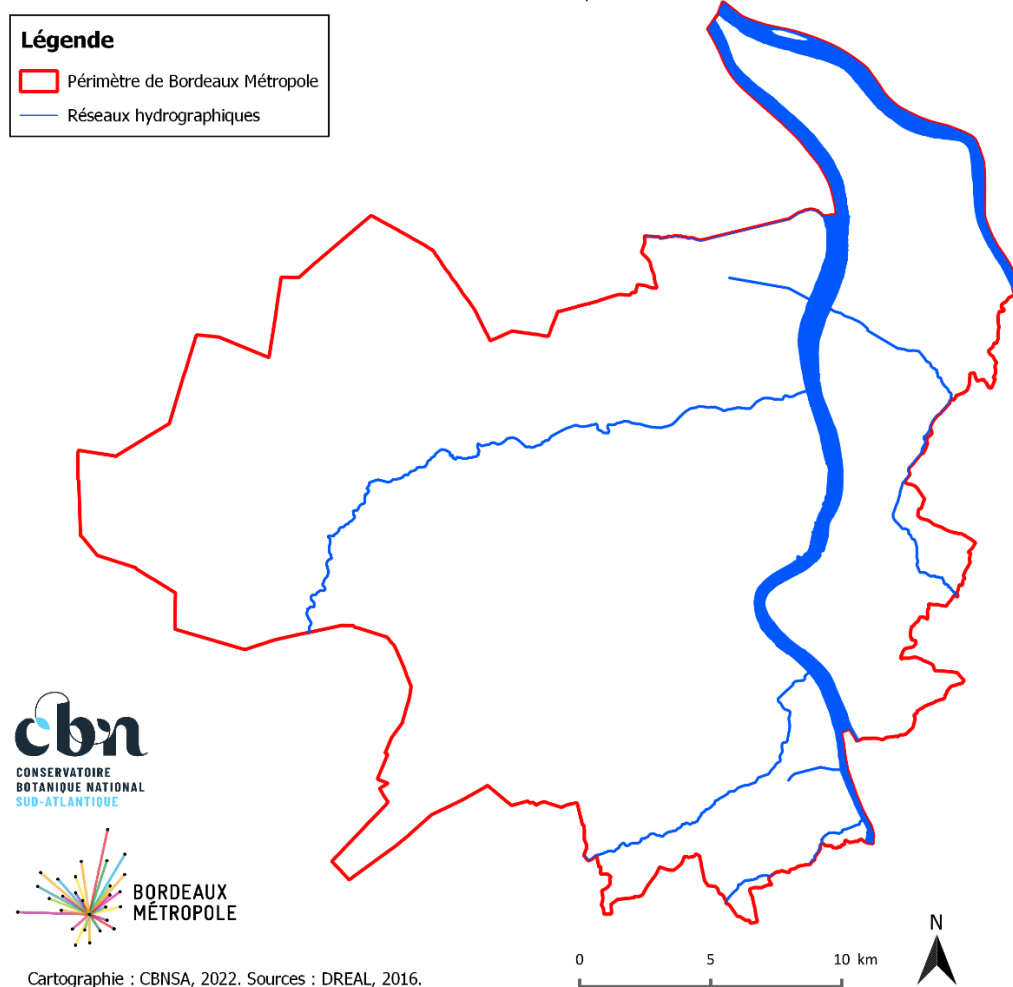 Légende
Périmètre de Bordeaux Métropole
Réseaux hydrographiques
cbn
CONSERVATOIRE
BOTANIQUE NATIONAL
SUD-ATLANTIQUE
BORDEAUX
MÉTROPOLE
N
0 5 10 km
Cartographie : CBNSA, 2022. Sources : DREAL, 2016.